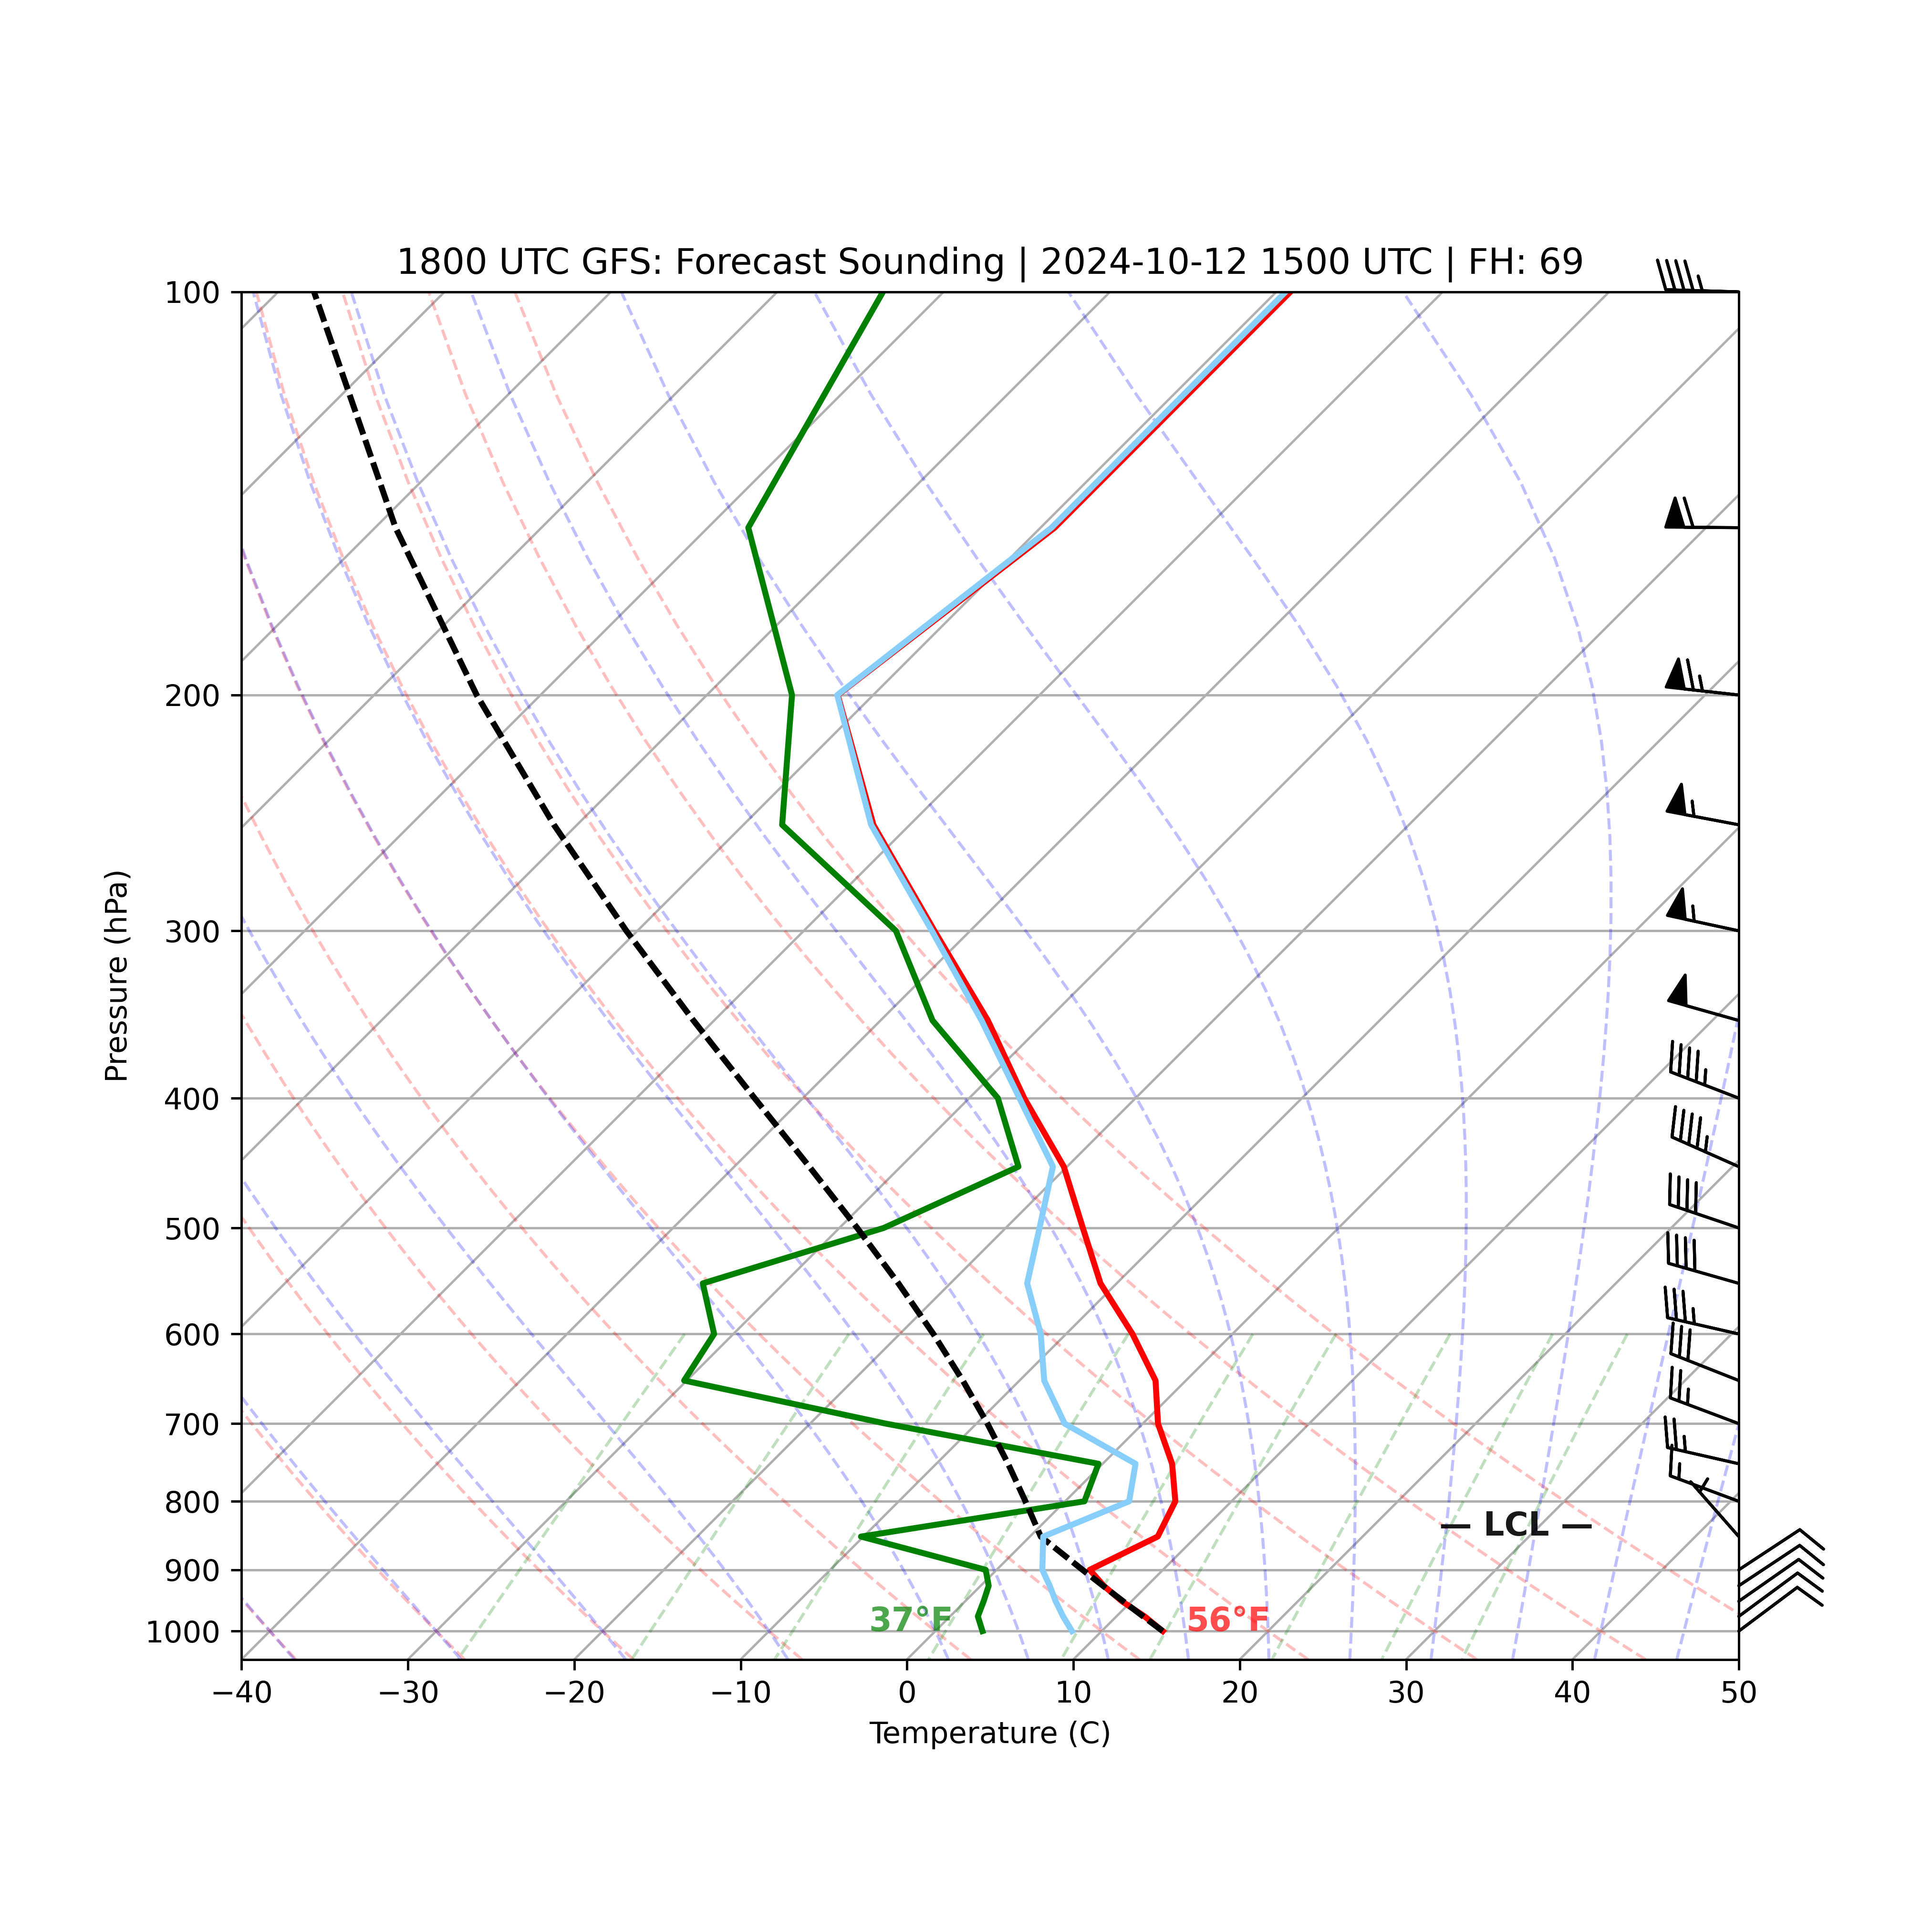 1800 UTC GFS: Forecast Sounding | 2024-10-12 1500 UTC | FH: 69
100
200
300
400
500
600
700
800
900
1000
Pressure (hPa)
— LCL —
37°F
56°F
−40 −30 −20 −10 0 10 20 30 40 50
Temperature (C)